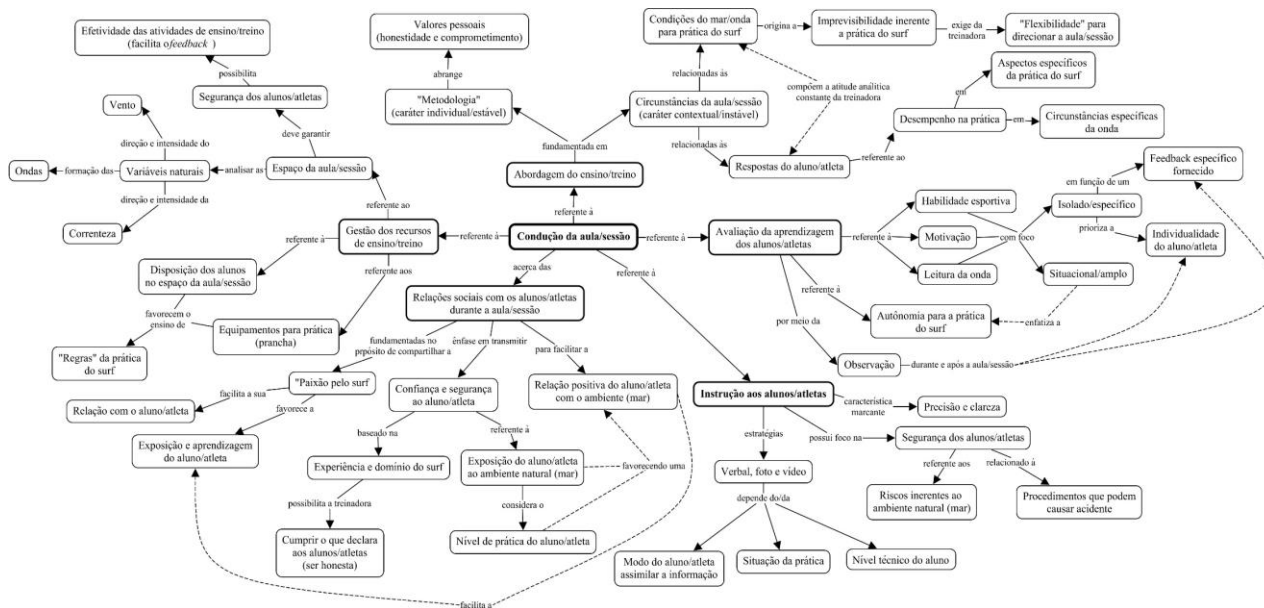 Efetividade das atividades de ensino/treino
(facilita o feedback )
possibilita
Segurança dos alunos/atletas
deve garantir
Vento
direção e intensidade do
Ondas
formação das
Variáveis naturais
analisar as
Espaço da aula/sessão
direção e intensidade da
Correnteza
referente ao
Gestão dos recursos
de ensino/treino
referente à
referente à
Disposição dos alunos
no espaço da aula/sessão
referente aos
favorecem o
ensino de
Equipamentos para prática
(prancha)
"Regras" da prática
do surf
Valores pessoais
(honestidade e comprometimento)
abrange
"Metodologia"
(caráter individual/estável)
fundamentada em
Abordagem do ensino/treino
referente à
Condução da aula/sessão
Condições do mar/onda
para prática do surf
origina a
Imprevisibilidade inerente
a prática do surf
exige da
treinadora
"Flexibilidade" para
direcionar a aula/sessão
relacionadas às
compõem a atitude analítica
constante da treinadora
Circunstâncias da aula/sessão
(caráter contextual/instável)
relacionadas às
Respostas do aluno/atleta
referente ao
Desempenho na prática
em
Aspectos específicos
da prática do surf
em
Circunstâncias específicas
da onda
referente à
Avaliação da aprendizagem
dos alunos/atletas
referente à
Habilidade esportiva
Motivação
Leitura da onda
com foco
Isolado/específico
em função de um
Feedback específico
fornecido
prioriza a
Individualidade
do aluno/atleta
Situacional/amplo
enfatiza a
referente à
Autônomia para a prática
do surf
por meio da
Observação
durante e após a aula/sessão
acerca das
Relações sociais com os alunos/atletas
durante a aula/sessão
fundamentadas no
prpósito de compartilhar a
"Paixão pelo surf
facilita a sua
Relação com o aluno/atleta
favorece a
Exposição e aprendizagem
do aluno/atleta
ênfase em transmitir
Confiança e segurança
ao aluno/atleta
baseado na
Experiência e domínio do surf
possibilita a treinadora
Cumprir o que declara
aos alunos/atletas
(ser honesta)
referente à
Exposição do aluno/atleta
ao ambiente natural (mar)
considera o
Nível de prática do aluno/atleta
favorecendo uma
para facilitar a
Relação positiva do aluno/atleta
com o ambiente (mar)
facilita a
referente à
Instrução aos alunos/atletas
característica
marcante
Precisão e clareza
possui foco na
Segurança dos alunos/atletas
referente aos
Riscos inerentes ao
ambiente natural (mar)
relacionado à
Procedimentos que podem
causar acidente
estratégias
Verbal, foto e vídeo
depende do/da
Modo do aluno/atleta
assimilar a informação
Situação da prática
Nível técnico do aluno